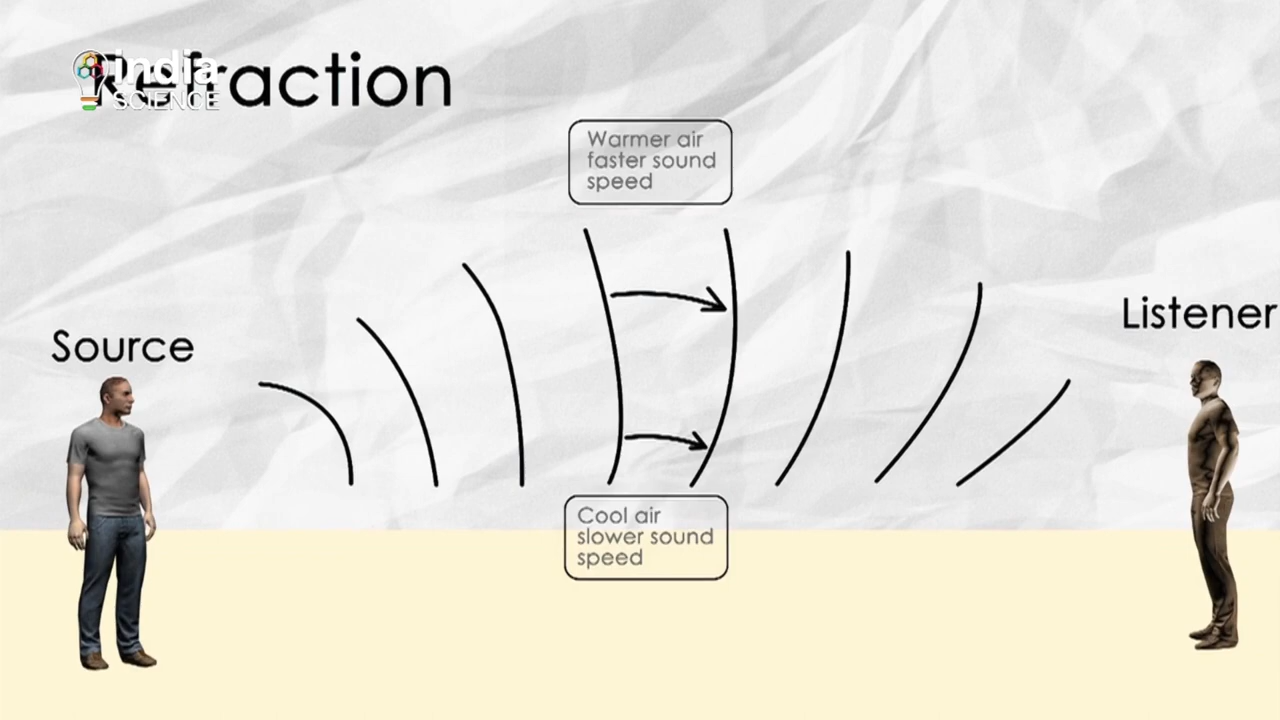 Refraction
india
SCIENCE
Warmer air
faster sound
speed
Source
Listener
Cool air
slower sound
speed